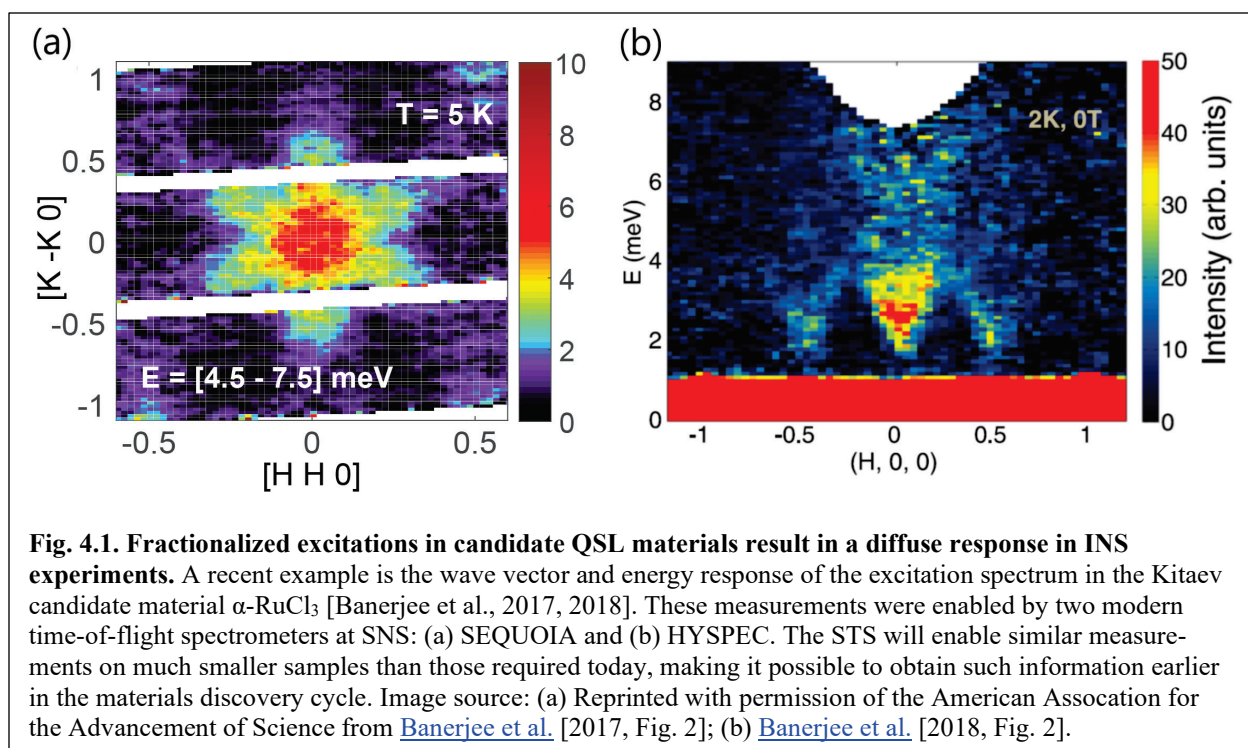 (a)
(b)
T = 5 K
E = [4.5 - 7.5] meV
1
0.5
0
-0.5
-1
[K -K 0]
-0.5
0
0.5
[H H 0]
10
8
6
4
2
0
2K, 0T
8
6
4
2
0
E (meV)
-1
-0.5
0
0.5
1
(H, 0, 0)
50
40
30
20
10
0
Intensity (arb. units)
Fig. 4.1. Fractionalized excitations in candidate QSL materials result in a diffuse response in INS
experiments. A recent example is the wave vector and energy response of the excitation spectrum in the Kitaev
candidate material α-RuCl₃ [Banerjee et al., 2017, 2018]. These measurements were enabled by two modern
time-of-flight spectrometers at SNS: (a) SEQUOIA and (b) HYSPEC. The STS will enable similar measure-
ments on much smaller samples than those required today, making it possible to obtain such information earlier
in the materials discovery cycle. Image source: (a) Reprinted with permission of the American Assocation for
the Advancement of Science from Banerjee et al. [2017, Fig. 2]; (b) Banerjee et al. [2018, Fig. 2].